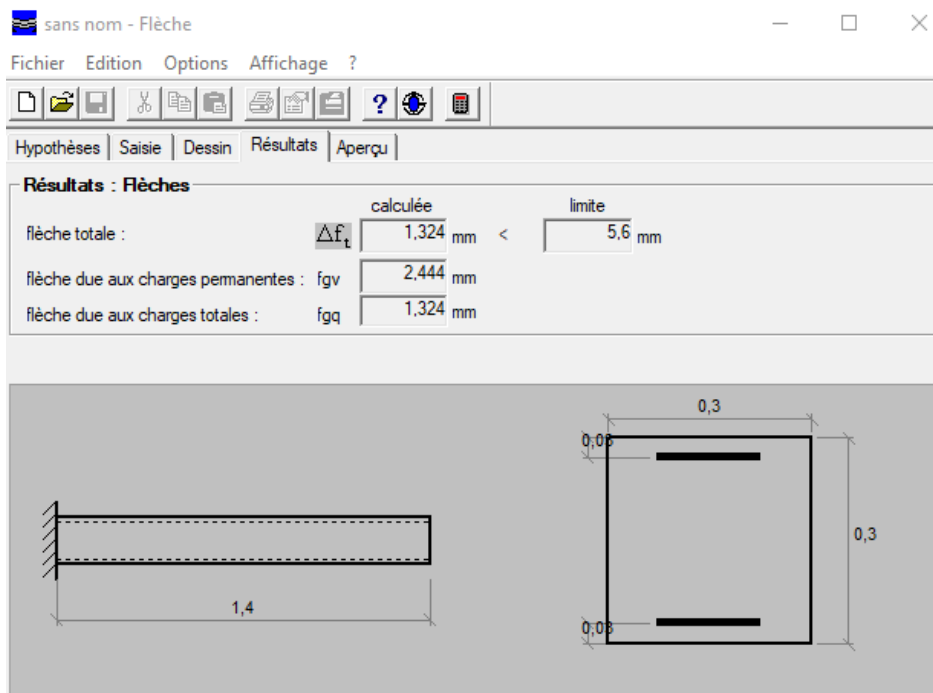 sans nom - Flèche
Fichier Edition Options Affichage ?
Hypothèses Saisie Dessin Résultats Aperçu
Résultats : Flèches
calculée limite
flèche totale : Δft 1,324 mm < 5,6 mm
flèche due aux charges permanentes : fgv 2,444 mm
flèche due aux charges totales : fgq 1,324 mm
0,3
0,03
0,3
1,4
0,03